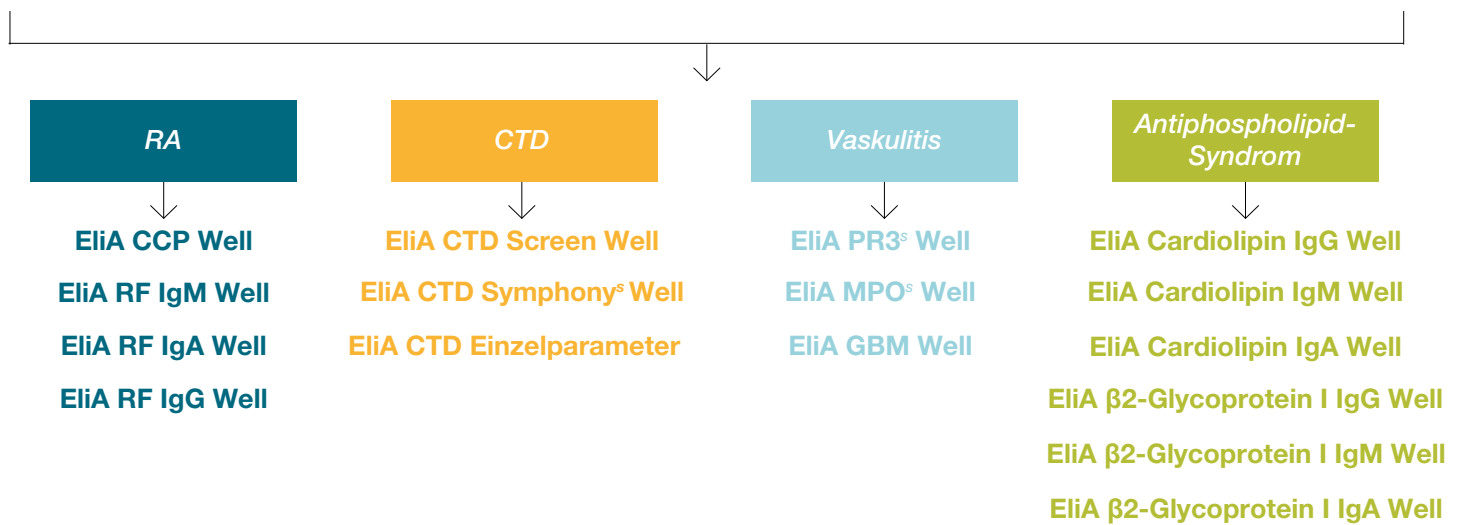 RA
EliA CCP Well
EliA RF IgM Well
EliA RF IgA Well
EliA RF IgG Well
CTD
EliA CTD Screen Well
EliA CTD Symphonyˢ Well
EliA CTD Einzelparameter
Vaskulitis
EliA PR3ˢ Well
EliA MPOˢ Well
EliA GBM Well
Antiphospholipid-
Syndrom
EliA Cardiolipin IgG Well
EliA Cardiolipin IgM Well
EliA Cardiolipin IgA Well
EliA β2-Glycoprotein I IgG Well
EliA β2-Glycoprotein I IgM Well
EliA β2-Glycoprotein I IgA Well